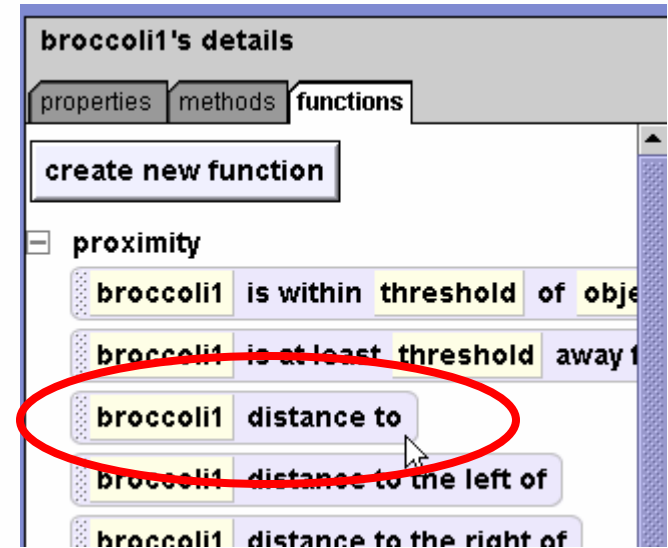 broccoli1's details
properties methods functions
create new function
proximity
broccoli1 is within threshold of obje
broccoli1 is at least threshold away f
broccoli1 distance to
broccoli1 distance to the left of
broccoli1 distance to the right of